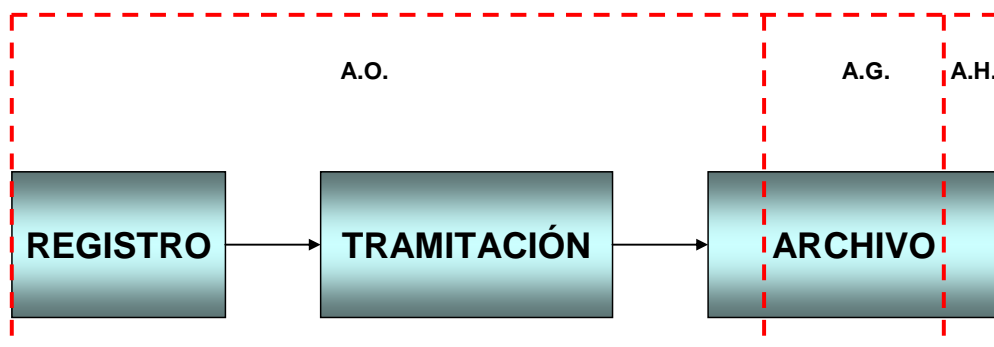 A.O. A.G. A.H.
REGISTRO TRAMITACIÓN ARCHIVO